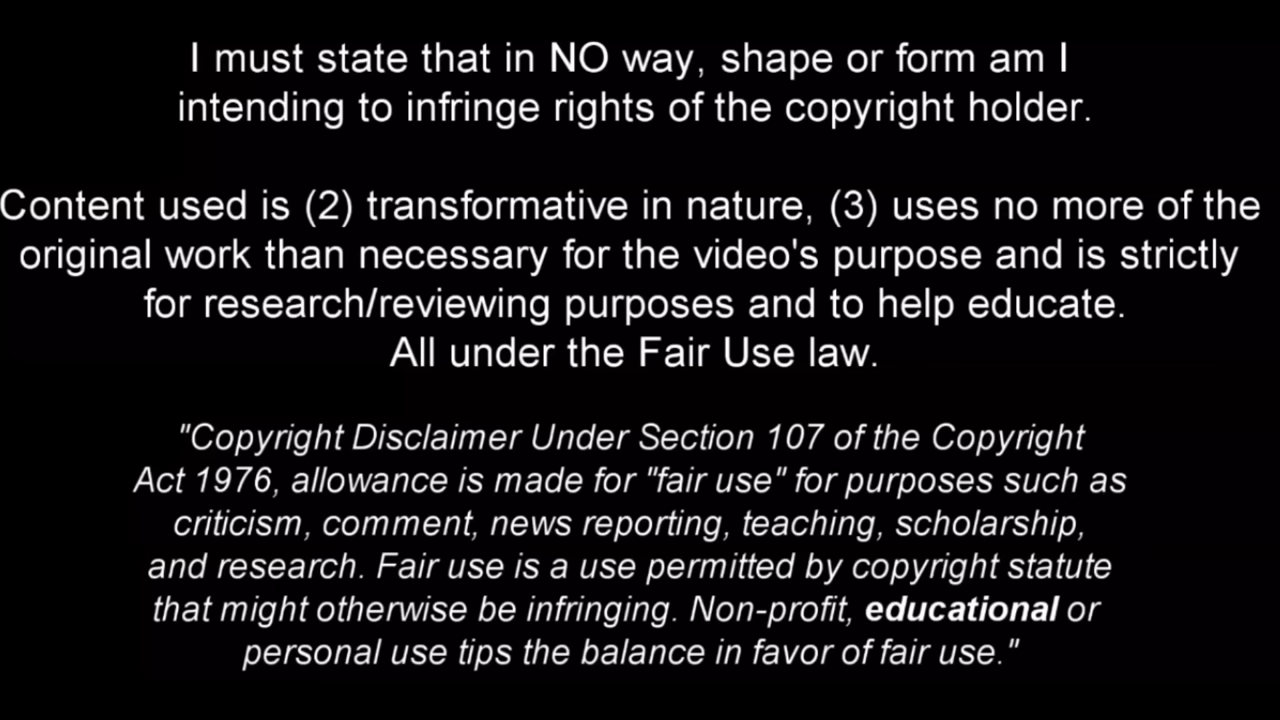 I must state that in NO way, shape or form am I
intending to infringe rights of the copyright holder.
Content used is (2) transformative in nature, (3) uses no more of the
original work than necessary for the video's purpose and is strictly
for research/reviewing purposes and to help educate.
All under the Fair Use law.
"Copyright Disclaimer Under Section 107 of the Copyright
Act 1976, allowance is made for "fair use" for purposes such as
criticism, comment, news reporting, teaching, scholarship,
and research. Fair use is a use permitted by copyright statute
that might otherwise be infringing. Non-profit, educational or
personal use tips the balance in favor of fair use."